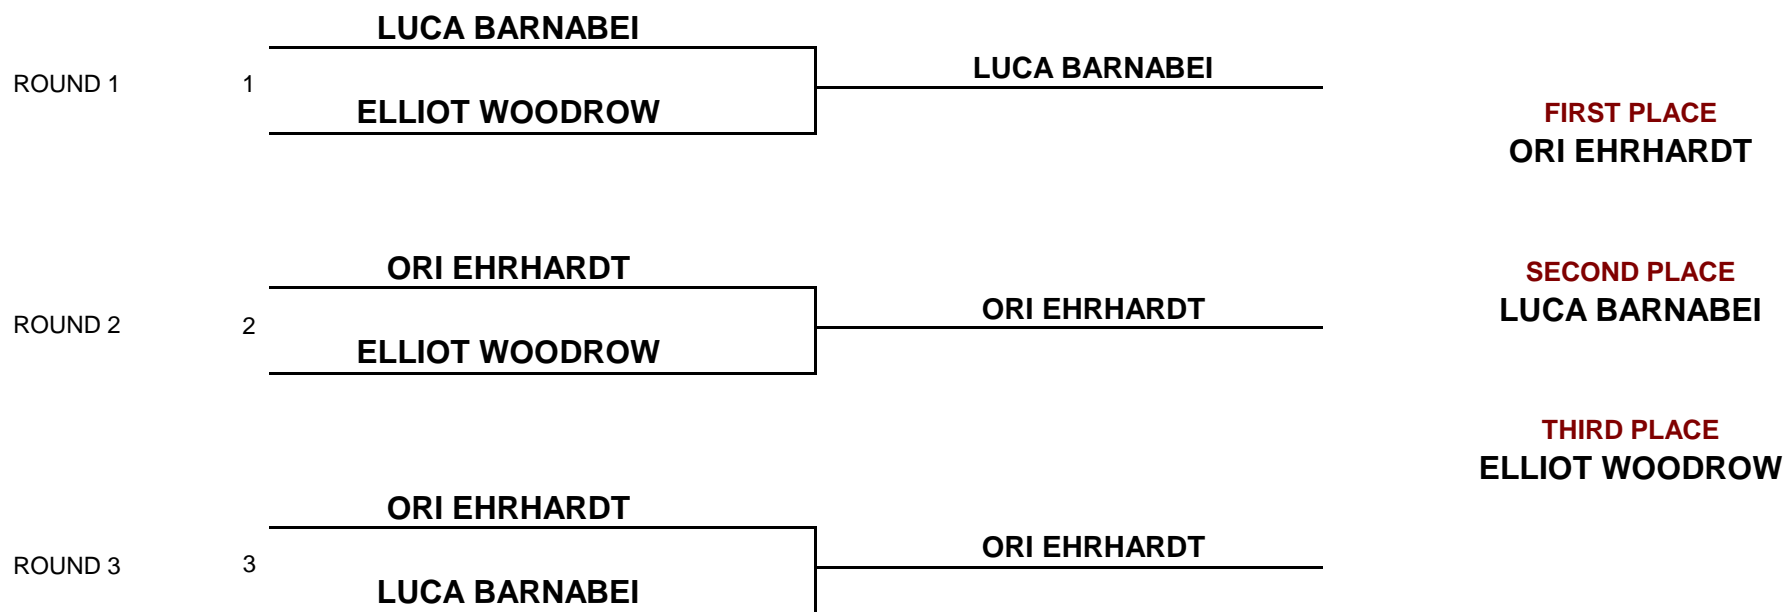 LUCA BARNABEI
ROUND 1 1 LUCA BARNABEI
ELLIOT WOODROW
FIRST PLACE
ORI EHRHARDT
ORI EHRHARDT
ROUND 2 2 ORI EHRHARDT
ELLIOT WOODROW
SECOND PLACE
LUCA BARNABEI
THIRD PLACE
ELLIOT WOODROW
ORI EHRHARDT
ROUND 3 3 ORI EHRHARDT
LUCA BARNABEI